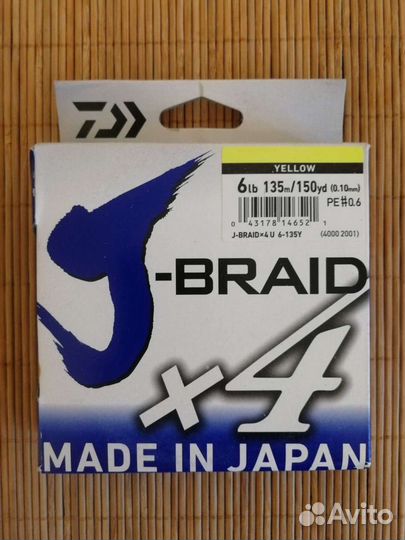 YELLOW
6lb 135m/150yd (0.10mm)
PE#0.6
0 43178 14652 1
J-BRAID×4U 6-135Y (4000 2001)
J-BRAID
×4
MADE IN JAPAN
Avito